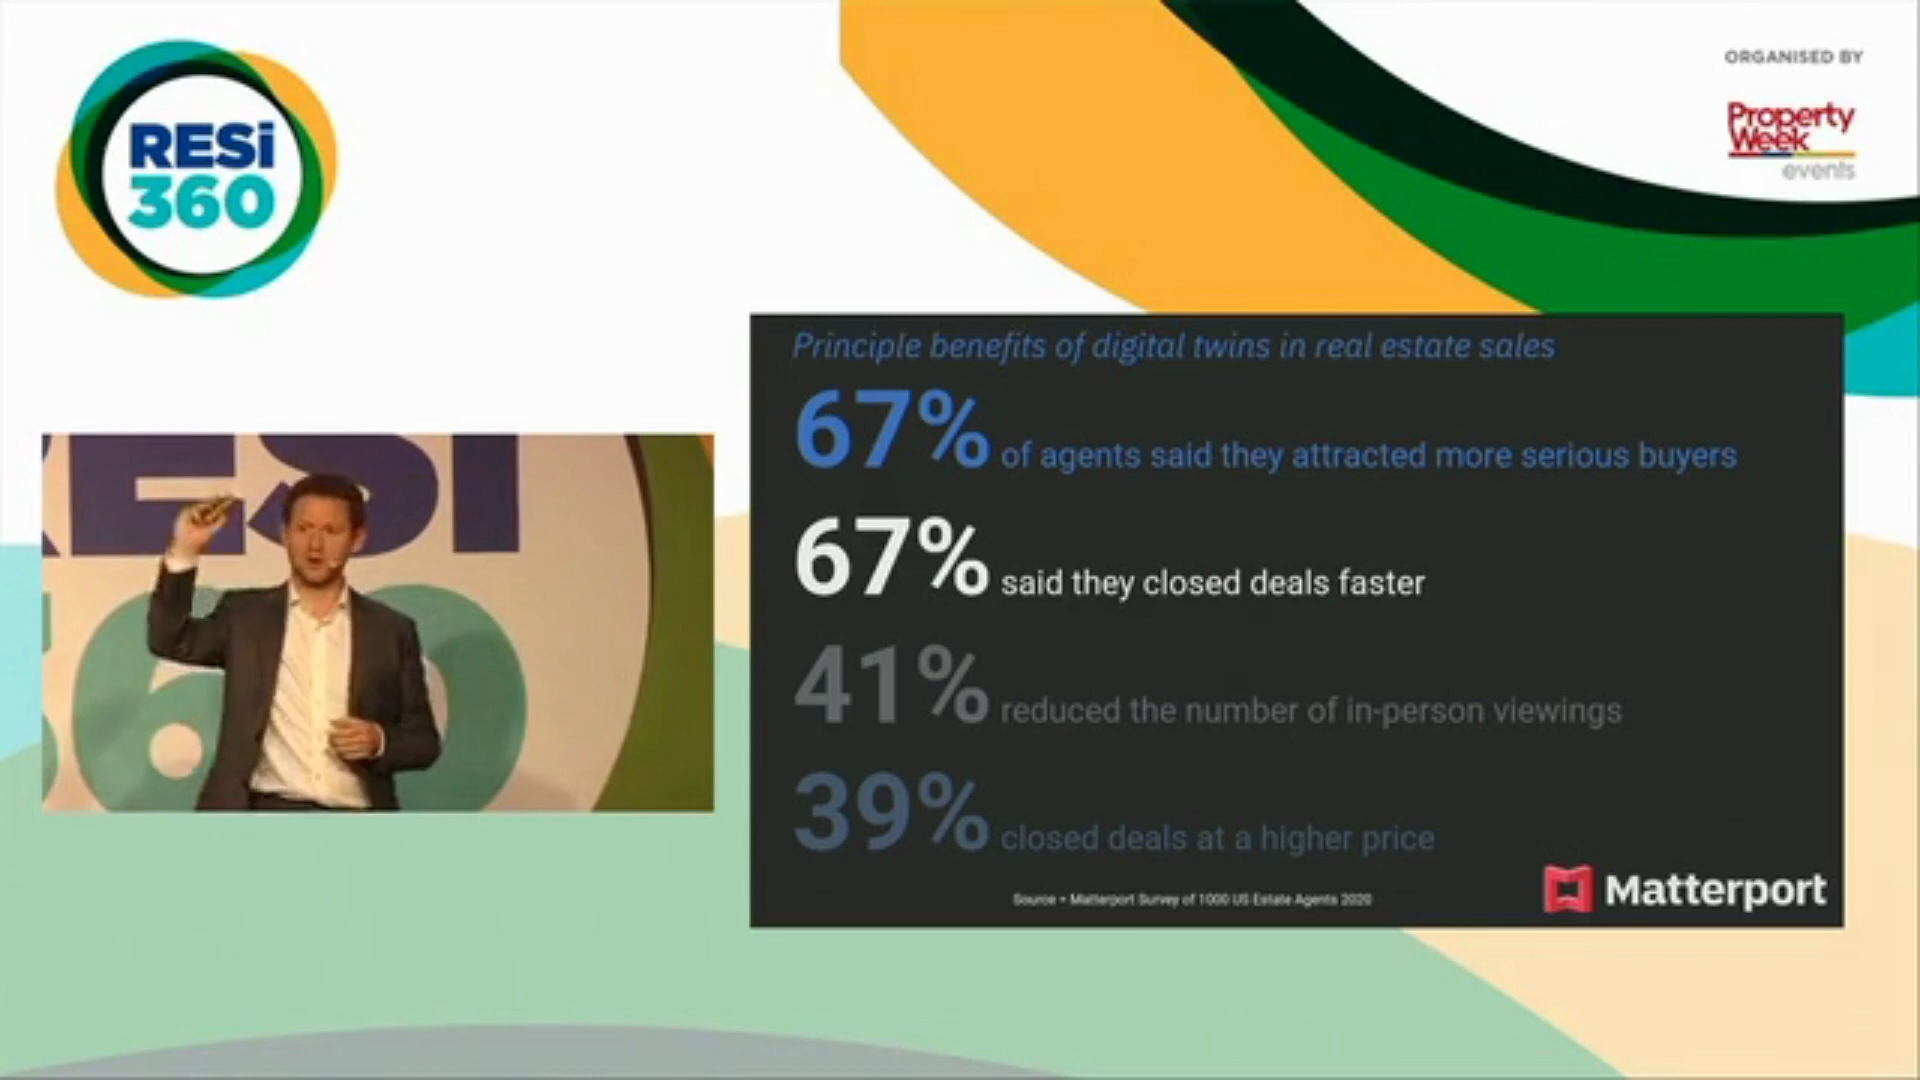 RESi
360
ORGANISED BY
Property
Week
events
RESI
360
Principle benefits of digital twins in real estate sales
67% of agents said they attracted more serious buyers
67% said they closed deals faster
41% reduced the number of in-person viewings
39% closed deals at a higher price
Source - Matterport Survey of 1000 US Estate Agents 2020
Matterport